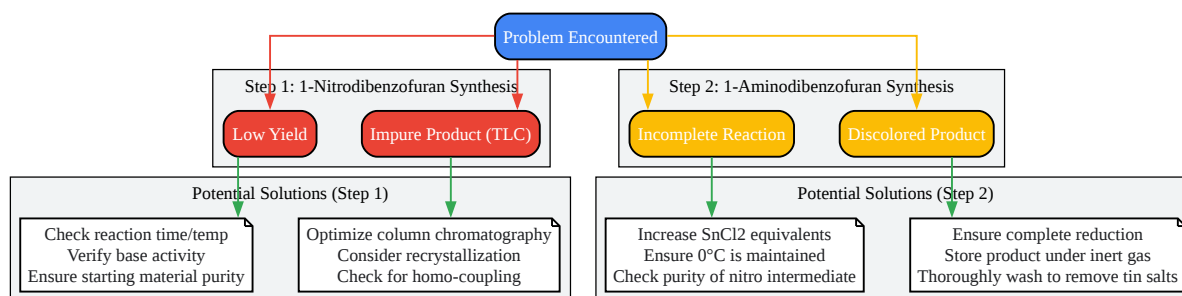 Problem Encountered
Step 1: 1-Nitrodibenzofuran Synthesis
Low Yield
Impure Product (TLC)
Step 2: 1-Aminodibenzofuran Synthesis
Incomplete Reaction
Discolored Product
Potential Solutions (Step 1)
Check reaction time/temp
Verify base activity
Ensure starting material purity
Optimize column chromatography
Consider recrystallization
Check for homo-coupling
Potential Solutions (Step 2)
Increase SnCl2 equivalents
Ensure 0°C is maintained
Check purity of nitro intermediate
Ensure complete reduction
Store product under inert gas
Thoroughly wash to remove tin salts